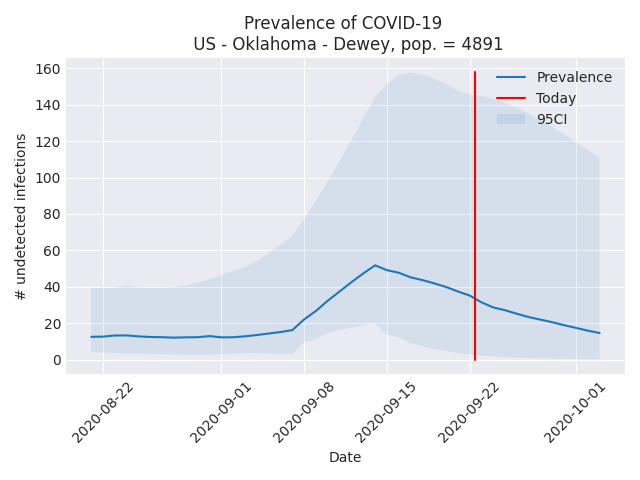 Prevalence of COVID-19
US - Oklahoma - Dewey, pop. = 4891
160
140
120
100
80
60
40
20
0
# undetected infections
Prevalence
Today
95CI
2020-08-22
2020-09-01
2020-09-08
2020-09-15
2020-09-22
2020-10-01
Date